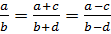 a/b = (a+c)/(b+d) = (a−c)/(b−d)